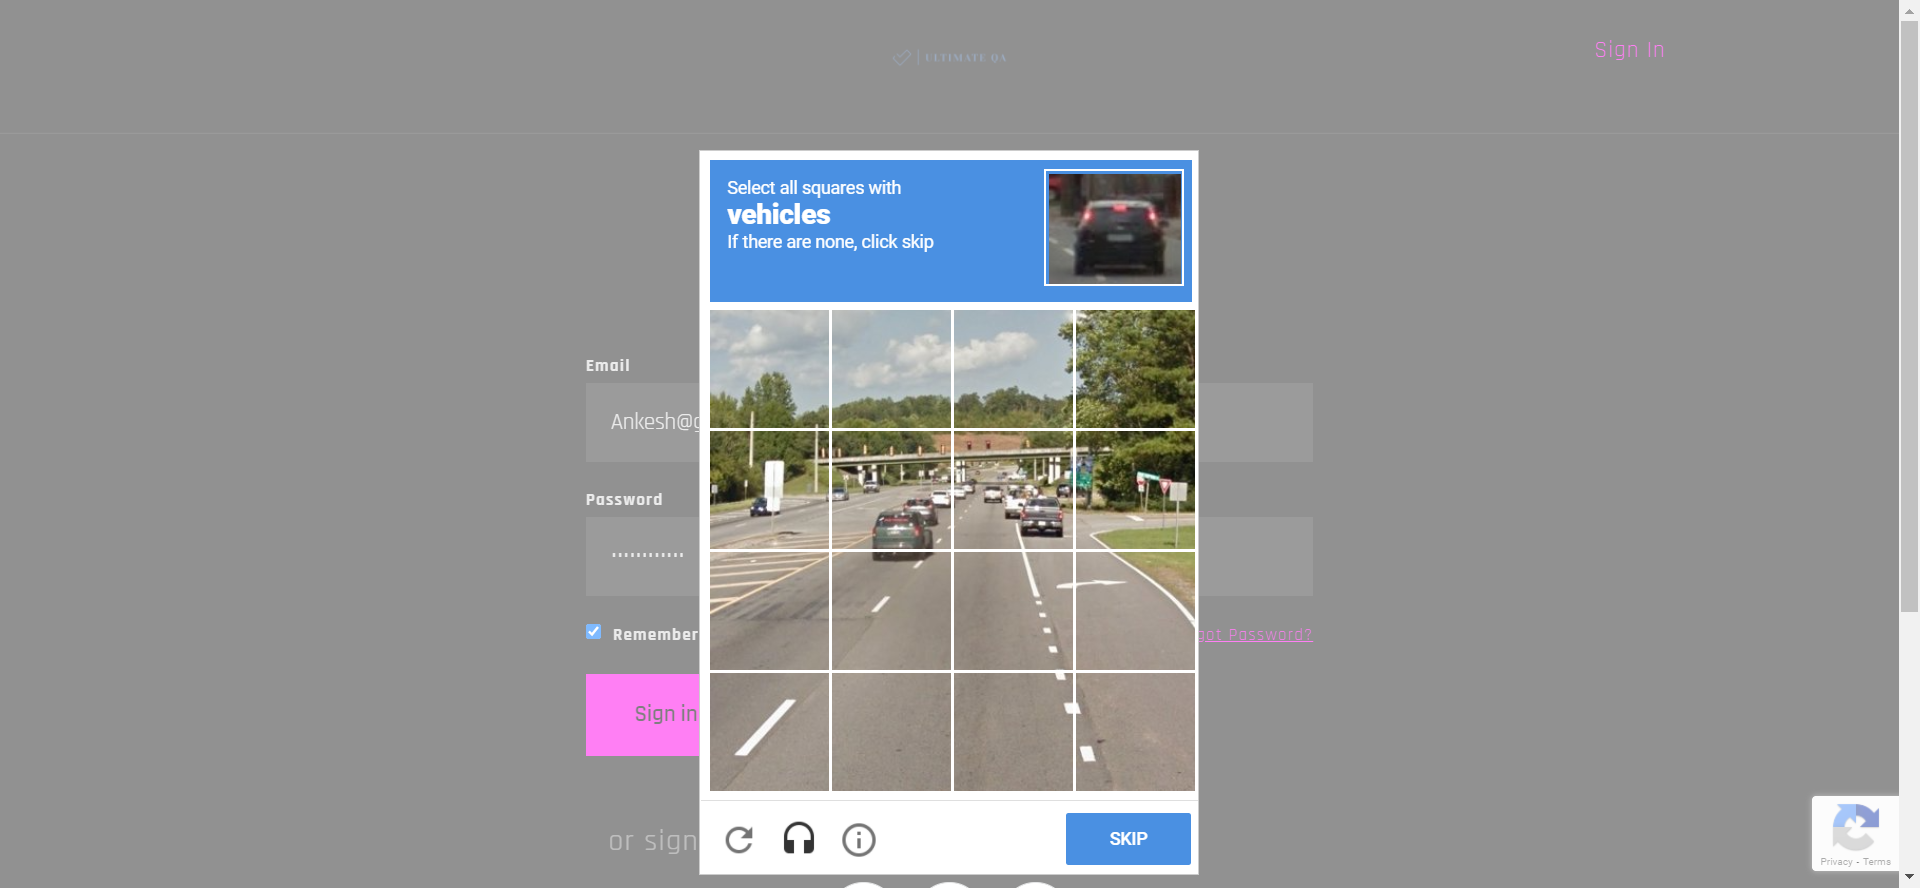 ULTIMATE QA
Sign In
Select all squares with
vehicles
If there are none, click skip
Email
Ankesh@g
Password
Remember
got Password?
Sign in
or sign
SKIP
Privacy - Terms